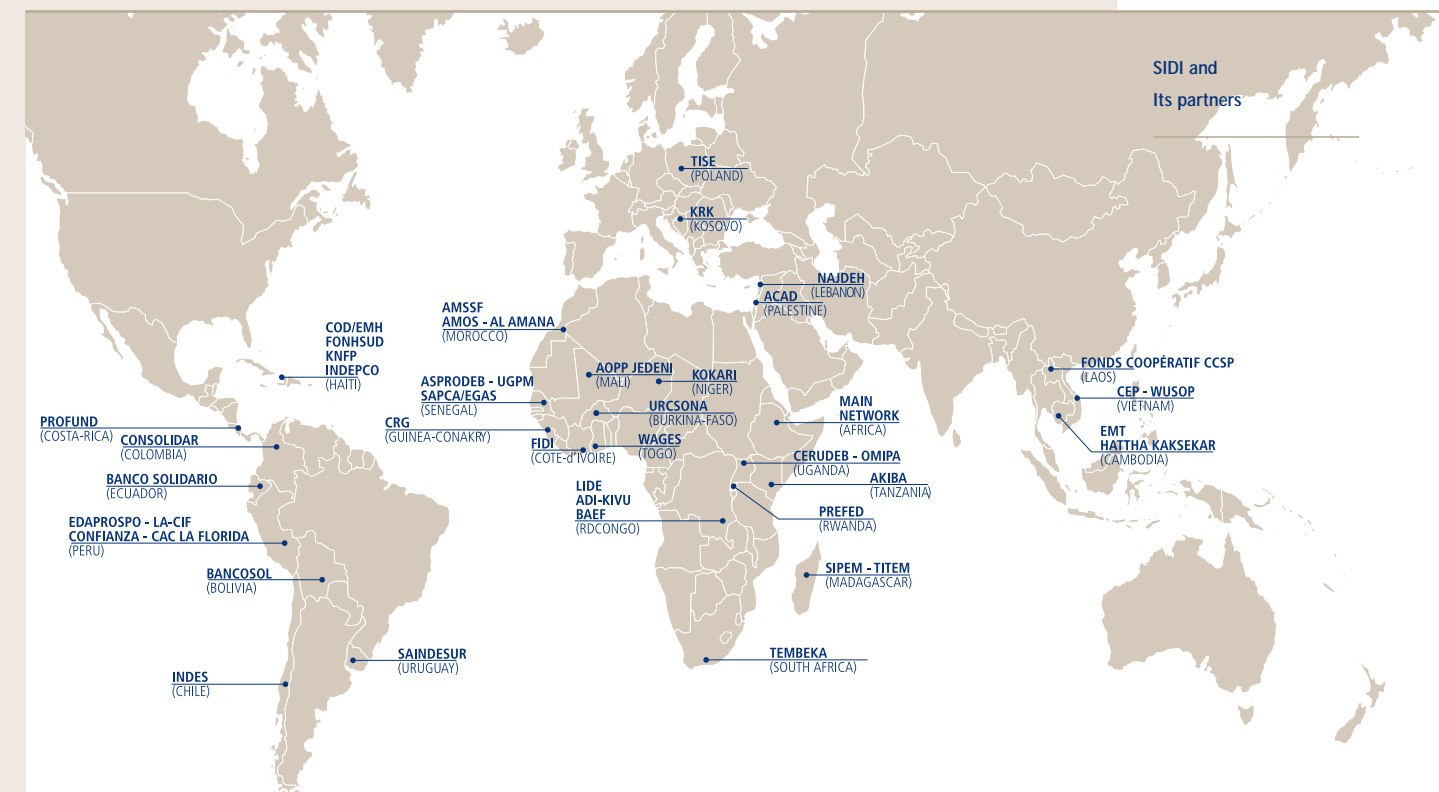 SIDI and
Its partners
TISE
(POLAND)
KRK
(KOSOVO)
NAJDEH
(LEBANON)
ACAD
(PALESTINE)
AMSSF
AMOS - AL AMANA
(MOROCCO)
COD/EMH
FONHSUD
KNFP
INDEPCO
(HAITI)
AOPP JEDENI
(MALI)
KOKARI
(NIGER)
ASPRODEB - UGPM
SAPCA/EGAS
(SENEGAL)
URCSONA
(BURKINA-FASO)
MAIN
NETWORK
(AFRICA)
FONDS COOPÉRATIF CCSP
(LAOS)
CEP - WUSOP
(VIETNAM)
EMT
HATTHA KAKSEKAR
(CAMBODIA)
PROFUND
(COSTA-RICA)
CONSOLIDAR
(COLOMBIA)
CRG
(GUINEA-CONAKRY)
FIDI
(COTE-d'IVOIRE)
WAGES
(TOGO)
CERUDEB - OMIPA
(UGANDA)
AKIBA
(TANZANIA)
BANCO SOLIDARIO
(ECUADOR)
LIDE
ADI-KIVU
BAEF
(RDCONGO)
PREFED
(RWANDA)
EDAPROSPO - LA-CIF
CONFIANZA - CAC LA FLORIDA
(PERU)
BANCOSOL
(BOLIVIA)
SIPEM - TITEM
(MADAGASCAR)
SAINDESUR
(URUGUAY)
TEMBEKA
(SOUTH AFRICA)
INDES
(CHILE)